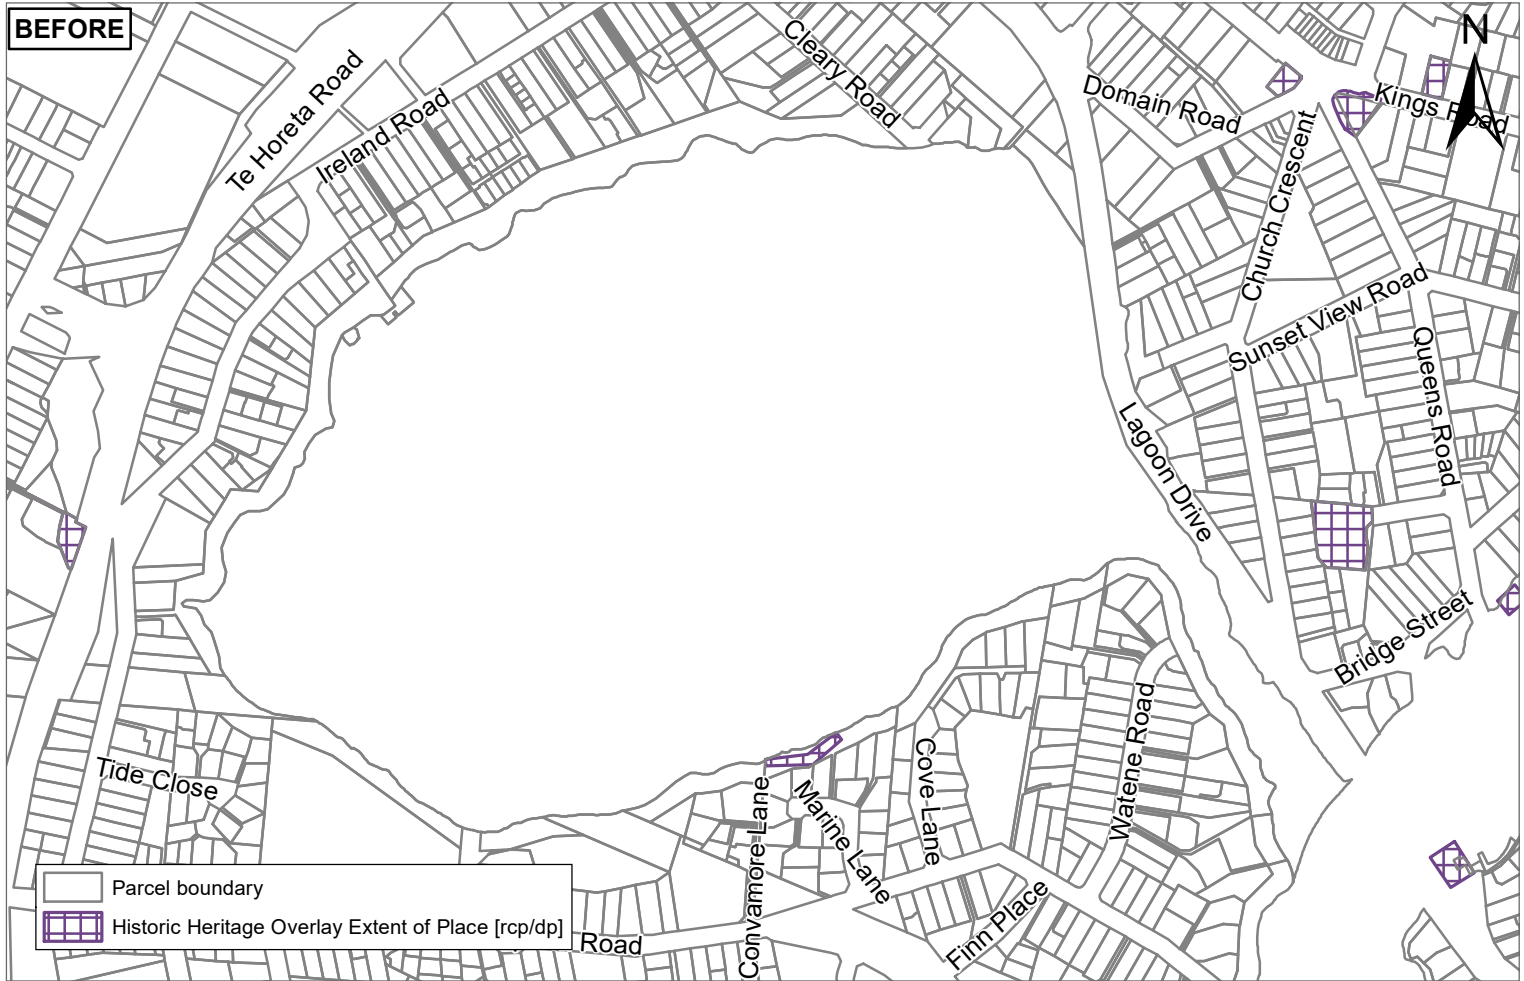 BEFORE
N
Cleary Road
Te Horeta Road
Ireland Road
Domain Road
Kings Road
Church Crescent
Sunset View Road
Queens Road
Lagoon Drive
Bridge Street
Watene Road
Cove Lane
Tide Close
Marine Lane
Convamore Lane
Finn Place
Road
Parcel boundary
Historic Heritage Overlay Extent of Place [rcp/dp]